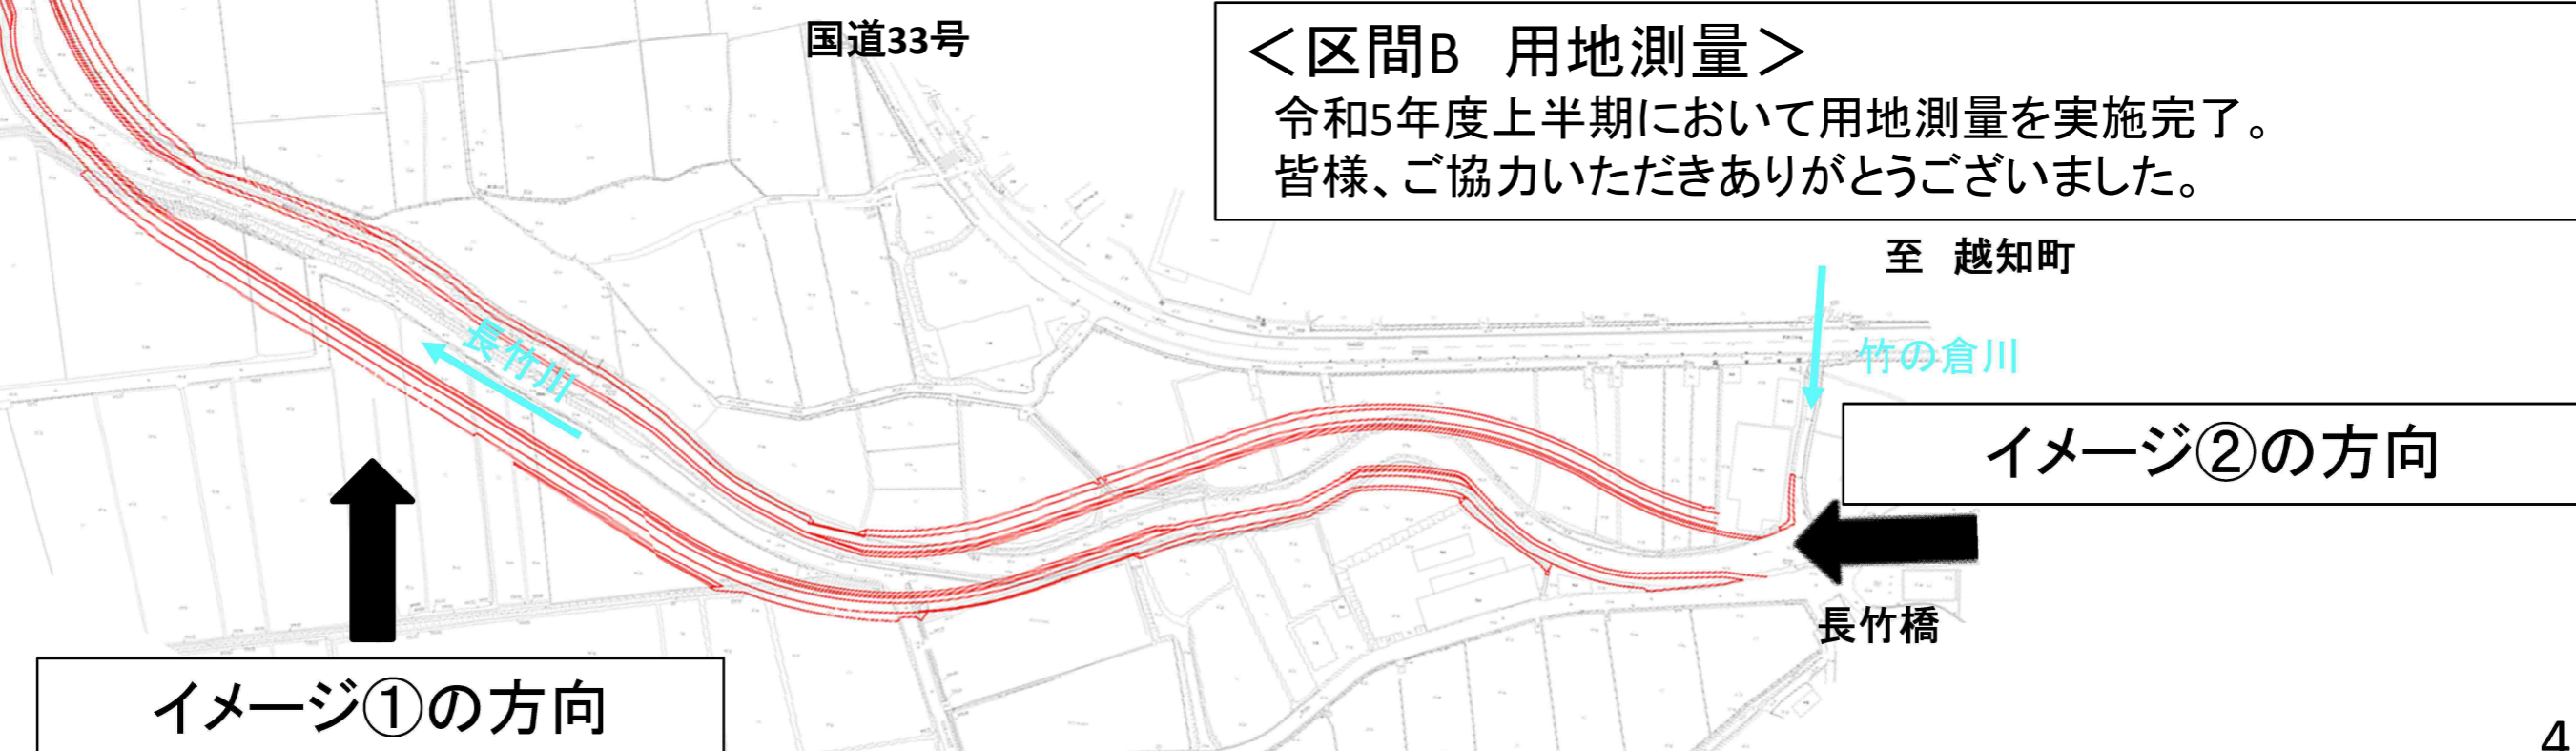 国道33号
＜区間B　用地測量＞
令和5年度上半期において用地測量を実施完了。
皆様、ご協力いただきありがとうございました。
至　越知町
長竹川
竹の倉川
イメージ②の方向
長竹橋
イメージ①の方向
4